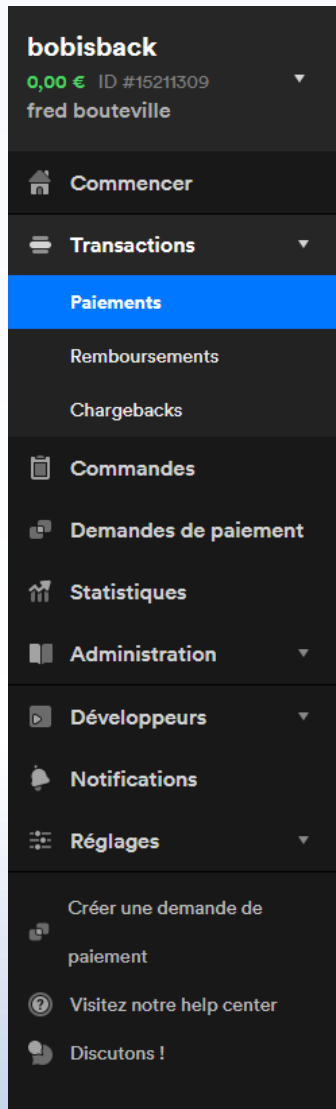 bobisback
0,00 € ID #15211309
fred bouteville
Commencer
Transactions
Paiements
Remboursements
Chargebacks
Commandes
Demandes de paiement
Statistiques
Administration
Développeurs
Notifications
Réglages
Créer une demande de
paiement
Visitez notre help center
Discutons !